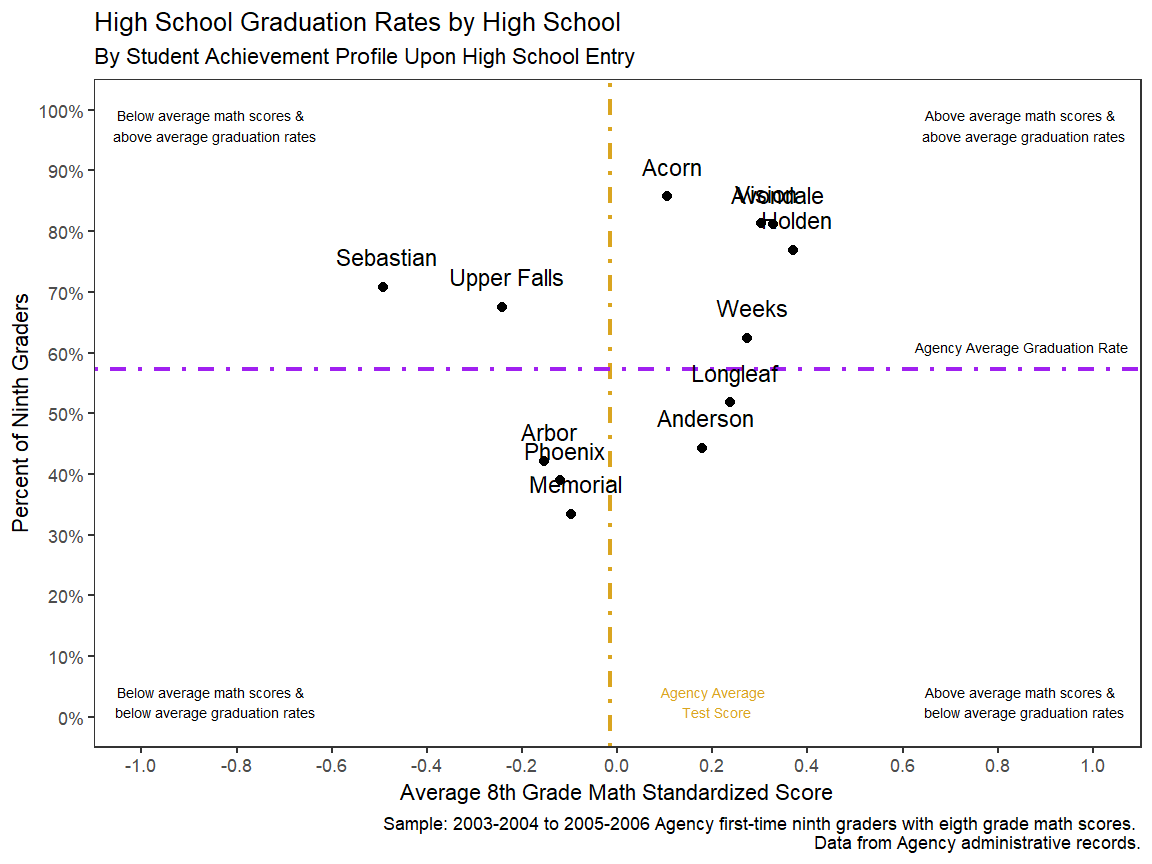 High School Graduation Rates by High School
By Student Achievement Profile Upon High School Entry
Percent of Ninth Graders
100%
90%
80%
70%
60%
50%
40%
30%
20%
10%
0%
Below average math scores &
above average graduation rates
Above average math scores &
above average graduation rates
Acorn
Vision
Avondale
Holden
Sebastian
Upper Falls
Weeks
Agency Average Graduation Rate
Longleaf
Anderson
Arbor
Phoenix
Memorial
Below average math scores &
below average graduation rates
Agency Average
Test Score
Above average math scores &
below average graduation rates
-1.0
-0.8
-0.6
-0.4
-0.2
0.0
0.2
0.4
0.6
0.8
1.0
Average 8th Grade Math Standardized Score
Sample: 2003-2004 to 2005-2006 Agency first-time ninth graders with eigth grade math scores.
Data from Agency administrative records.